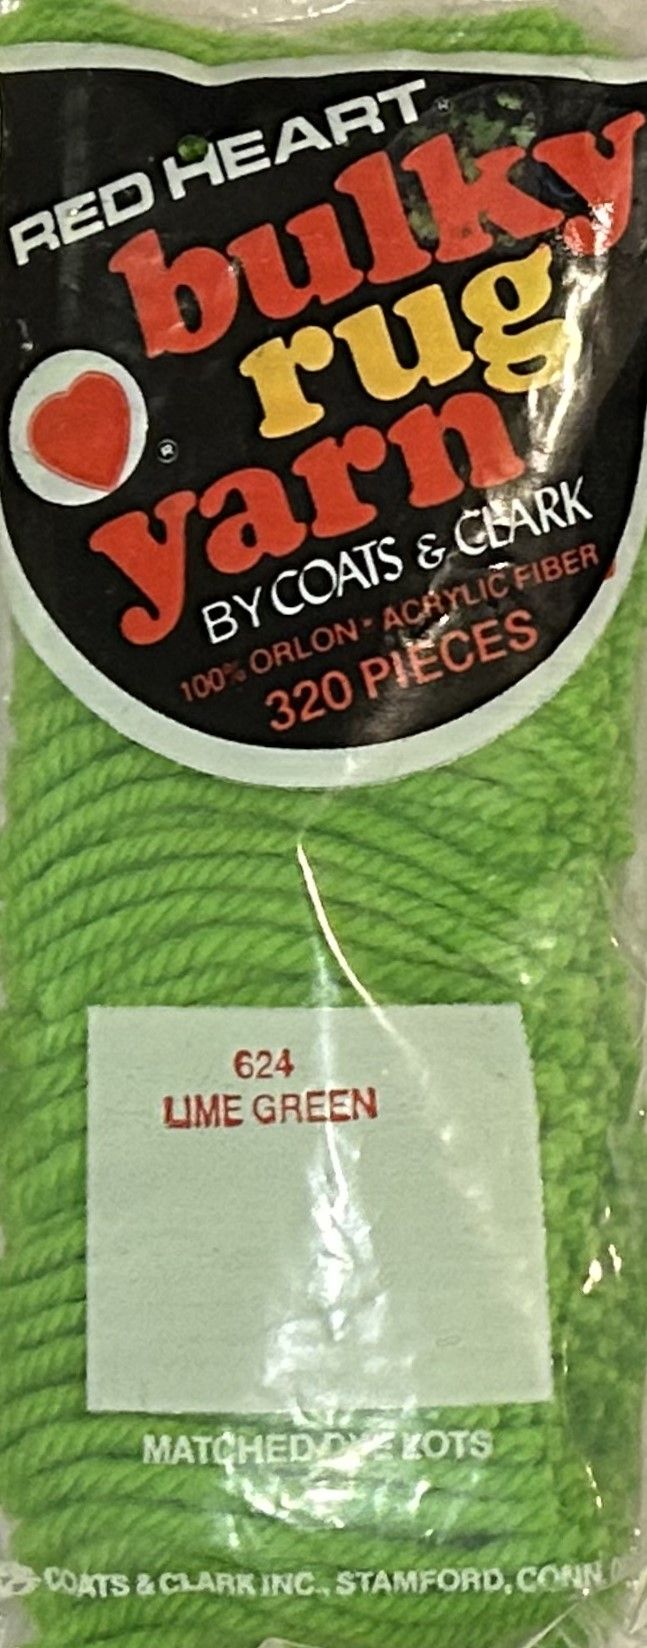 RED HEART®
bulky
rug
yarn
®
BY COATS & CLARK
100% ORLON* ACRYLIC FIBER
320 PIECES
624
LIME GREEN
MATCHED DYE LOTS
COATS & CLARK INC., STAMFORD, CONN.